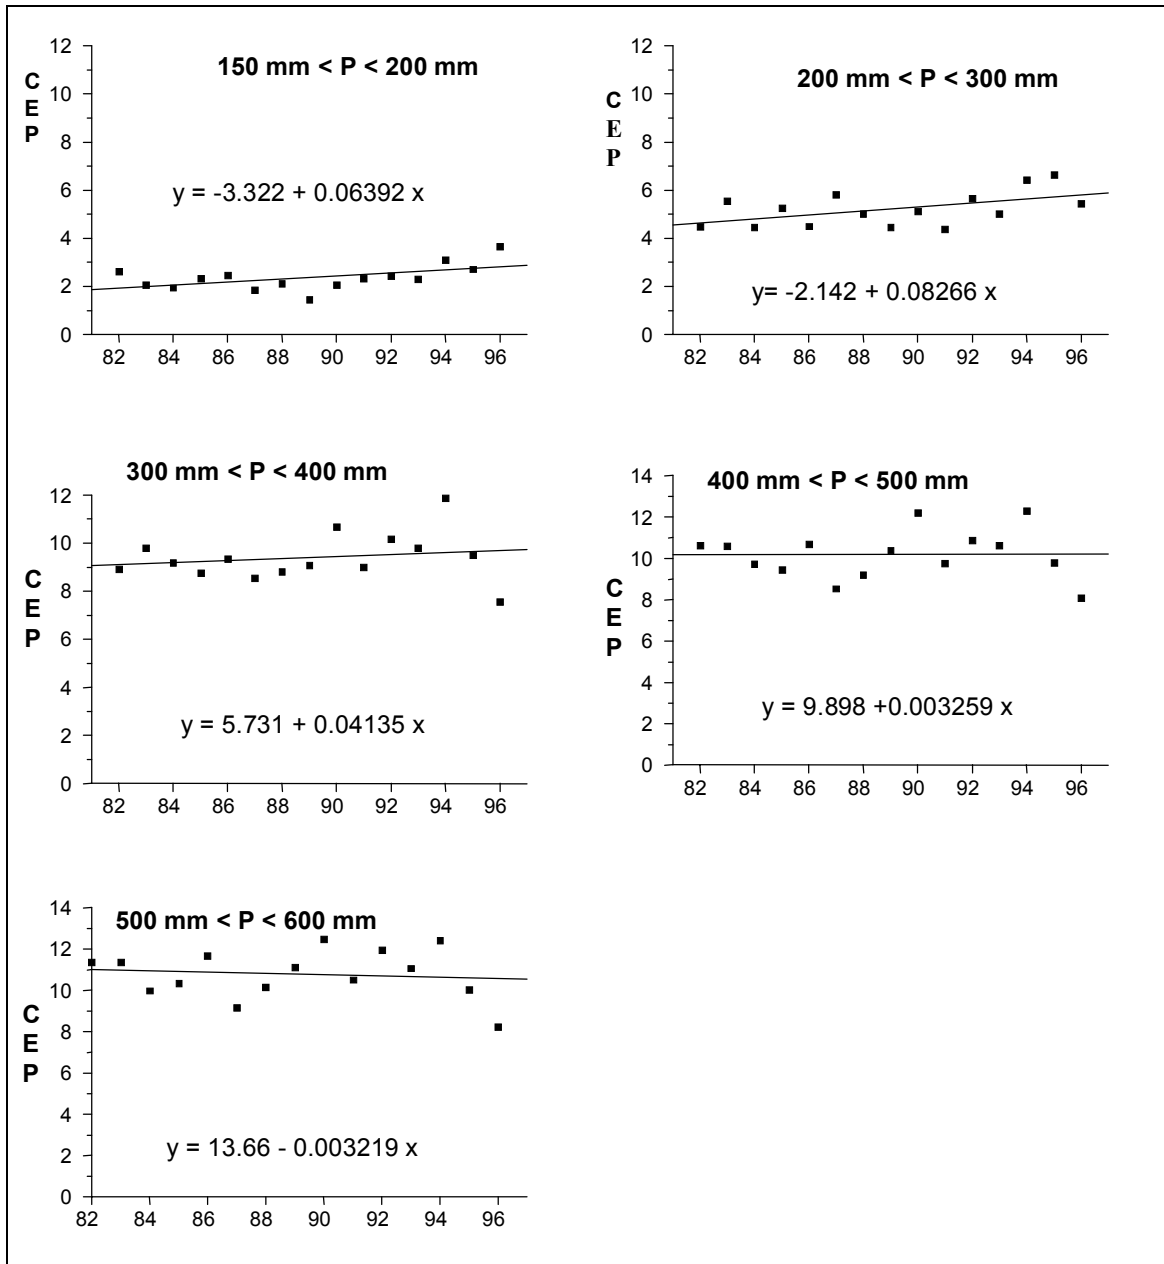 150 mm < P < 200 mm
C
E
P
12
10
8
6
4
2
0
y = -3.322 + 0.06392 x
82 84 86 88 90 92 94 96
200 mm < P < 300 mm
C
E
P
12
10
8
6
4
2
0
y= -2.142 + 0.08266 x
82 84 86 88 90 92 94 96
300 mm < P < 400 mm
C
E
P
12
10
8
6
4
2
0
y = 5.731 + 0.04135 x
82 84 86 88 90 92 94 96
400 mm < P < 500 mm
C
E
P
14
12
10
8
6
4
2
0
y = 9.898 +0.003259 x
82 84 86 88 90 92 94 96
500 mm < P < 600 mm
C
E
P
14
12
10
8
6
4
2
0
y = 13.66 - 0.003219 x
82 84 86 88 90 92 94 96